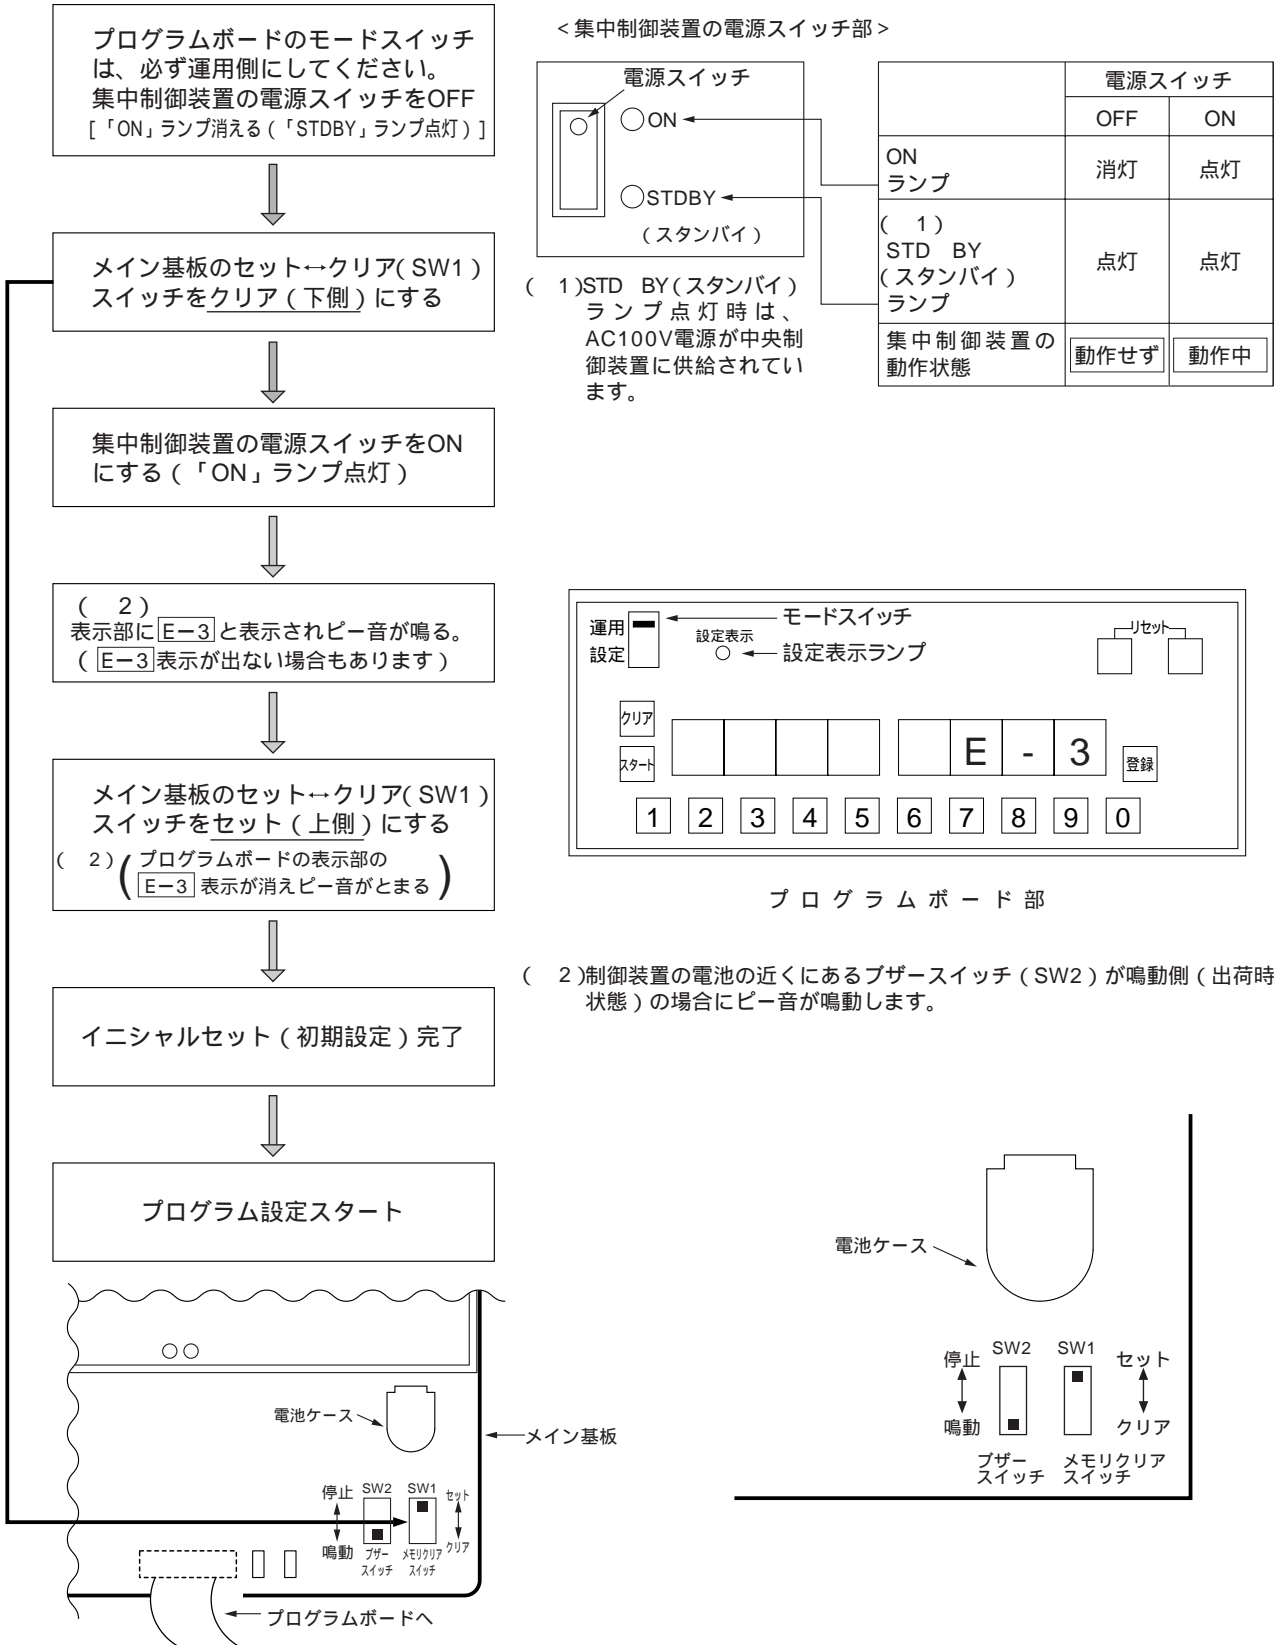 プログラムボードのモードスイッチ
は、必ず運用側にしてください。
集中制御装置の電源スイッチをOFF
[「ON」ランプ消える(「STDBY」ランプ点灯)]
メイン基板のセット↔クリア(SW1)
スイッチをクリア(下側)にする
集中制御装置の電源スイッチをON
にする(「ON」ランプ点灯)
( 2)
表示部にE－3と表示されピー音が鳴る。
(E－3表示が出ない場合もあります)
メイン基板のセット↔クリア(SW1)
スイッチをセット(上側)にする
( 2)(プログラムボードの表示部の
E－3 表示が消えピー音がとまる)
イニシャルセット(初期設定)完了
プログラム設定スタート
<集中制御装置の電源スイッチ部>
電源スイッチ
ON
STDBY
(スタンバイ)
電源スイッチ
OFF ON
ON
ランプ
消灯 点灯
( 1)
STD BY
(スタンバイ)
ランプ
点灯 点灯
集中制御装置の
動作状態
動作せず 動作中
( 1)STD BY(スタンバイ)
ランプ点灯時は、
AC100V電源が中央制
御装置に供給されてい
ます。
運用
設定
モードスイッチ
設定表示
設定表示ランプ
リセット
クリア
スタート
E - 3
登録
1 2 3 4 5 6 7 8 9 0
プログラムボード部
( 2)制御装置の電池の近くにあるブザースイッチ(SW2)が鳴動側(出荷時
状態)の場合にピー音が鳴動します。
電池ケース
停止 SW2 SW1 セット
鳴動 クリア
ブザー
スイッチ
メモリクリア
スイッチ
電池ケース
メイン基板
停止 SW2 SW1 セット
鳴動 クリア
ブザー
スイッチ
メモリクリア
スイッチ
プログラムボードへ